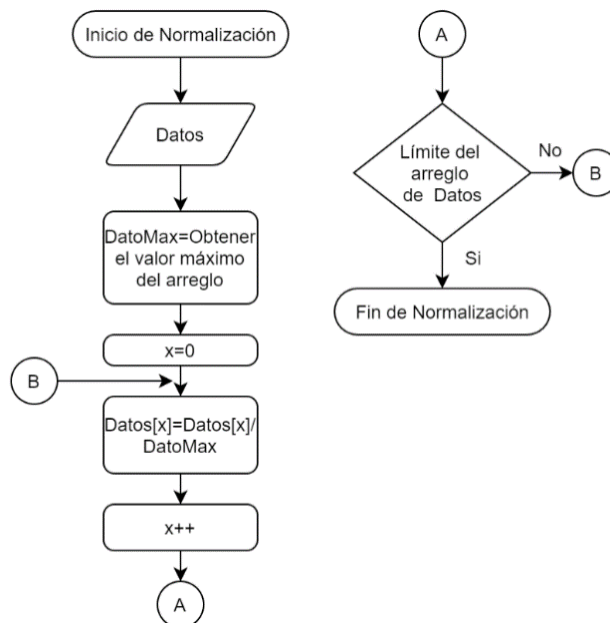 Inicio de Normalización
Datos
DatoMax=Obtener
el valor máximo
del arreglo
x=0
B
Datos[x]=Datos[x]/
DatoMax
x++
A
A
Límite del
arreglo
de Datos
No
B
Si
Fin de Normalización